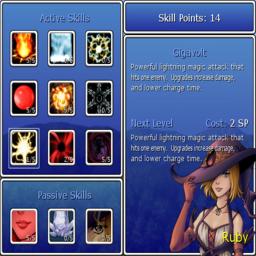 Active Skills
Skill Points: 14
Gigavolt
Powerful lightning magic attack that
hits one enemy. Upgrades increase damage,
and lower charge time.
Next Level Cost: 2 SP
Powerful lightning magic attack that
hits one enemy. Upgrades increase damage,
and lower charge time.
Passive Skills
Ruby